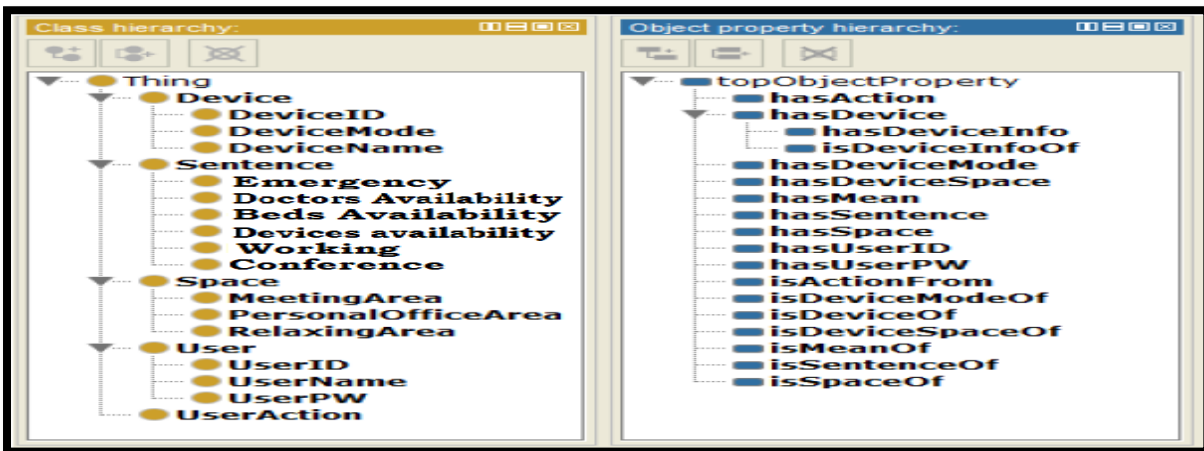 Class hierarchy:
Thing
Device
DeviceID
DeviceMode
DeviceName
Sentence
Emergency
Doctors Availability
Beds Availability
Devices availability
Working
Conference
Space
MeetingArea
PersonalOfficeArea
RelaxingArea
User
UserID
UserName
UserPW
UserAction
Object property hierarchy:
topObjectProperty
hasAction
hasDevice
hasDeviceInfo
isDeviceInfoOf
hasDeviceMode
hasDeviceSpace
hasMean
hasSentence
hasSpace
hasUserID
hasUserPW
isActionFrom
isDeviceModeOf
isDeviceOf
isDeviceSpaceOf
isMeanOf
isSentenceOf
isSpaceOf